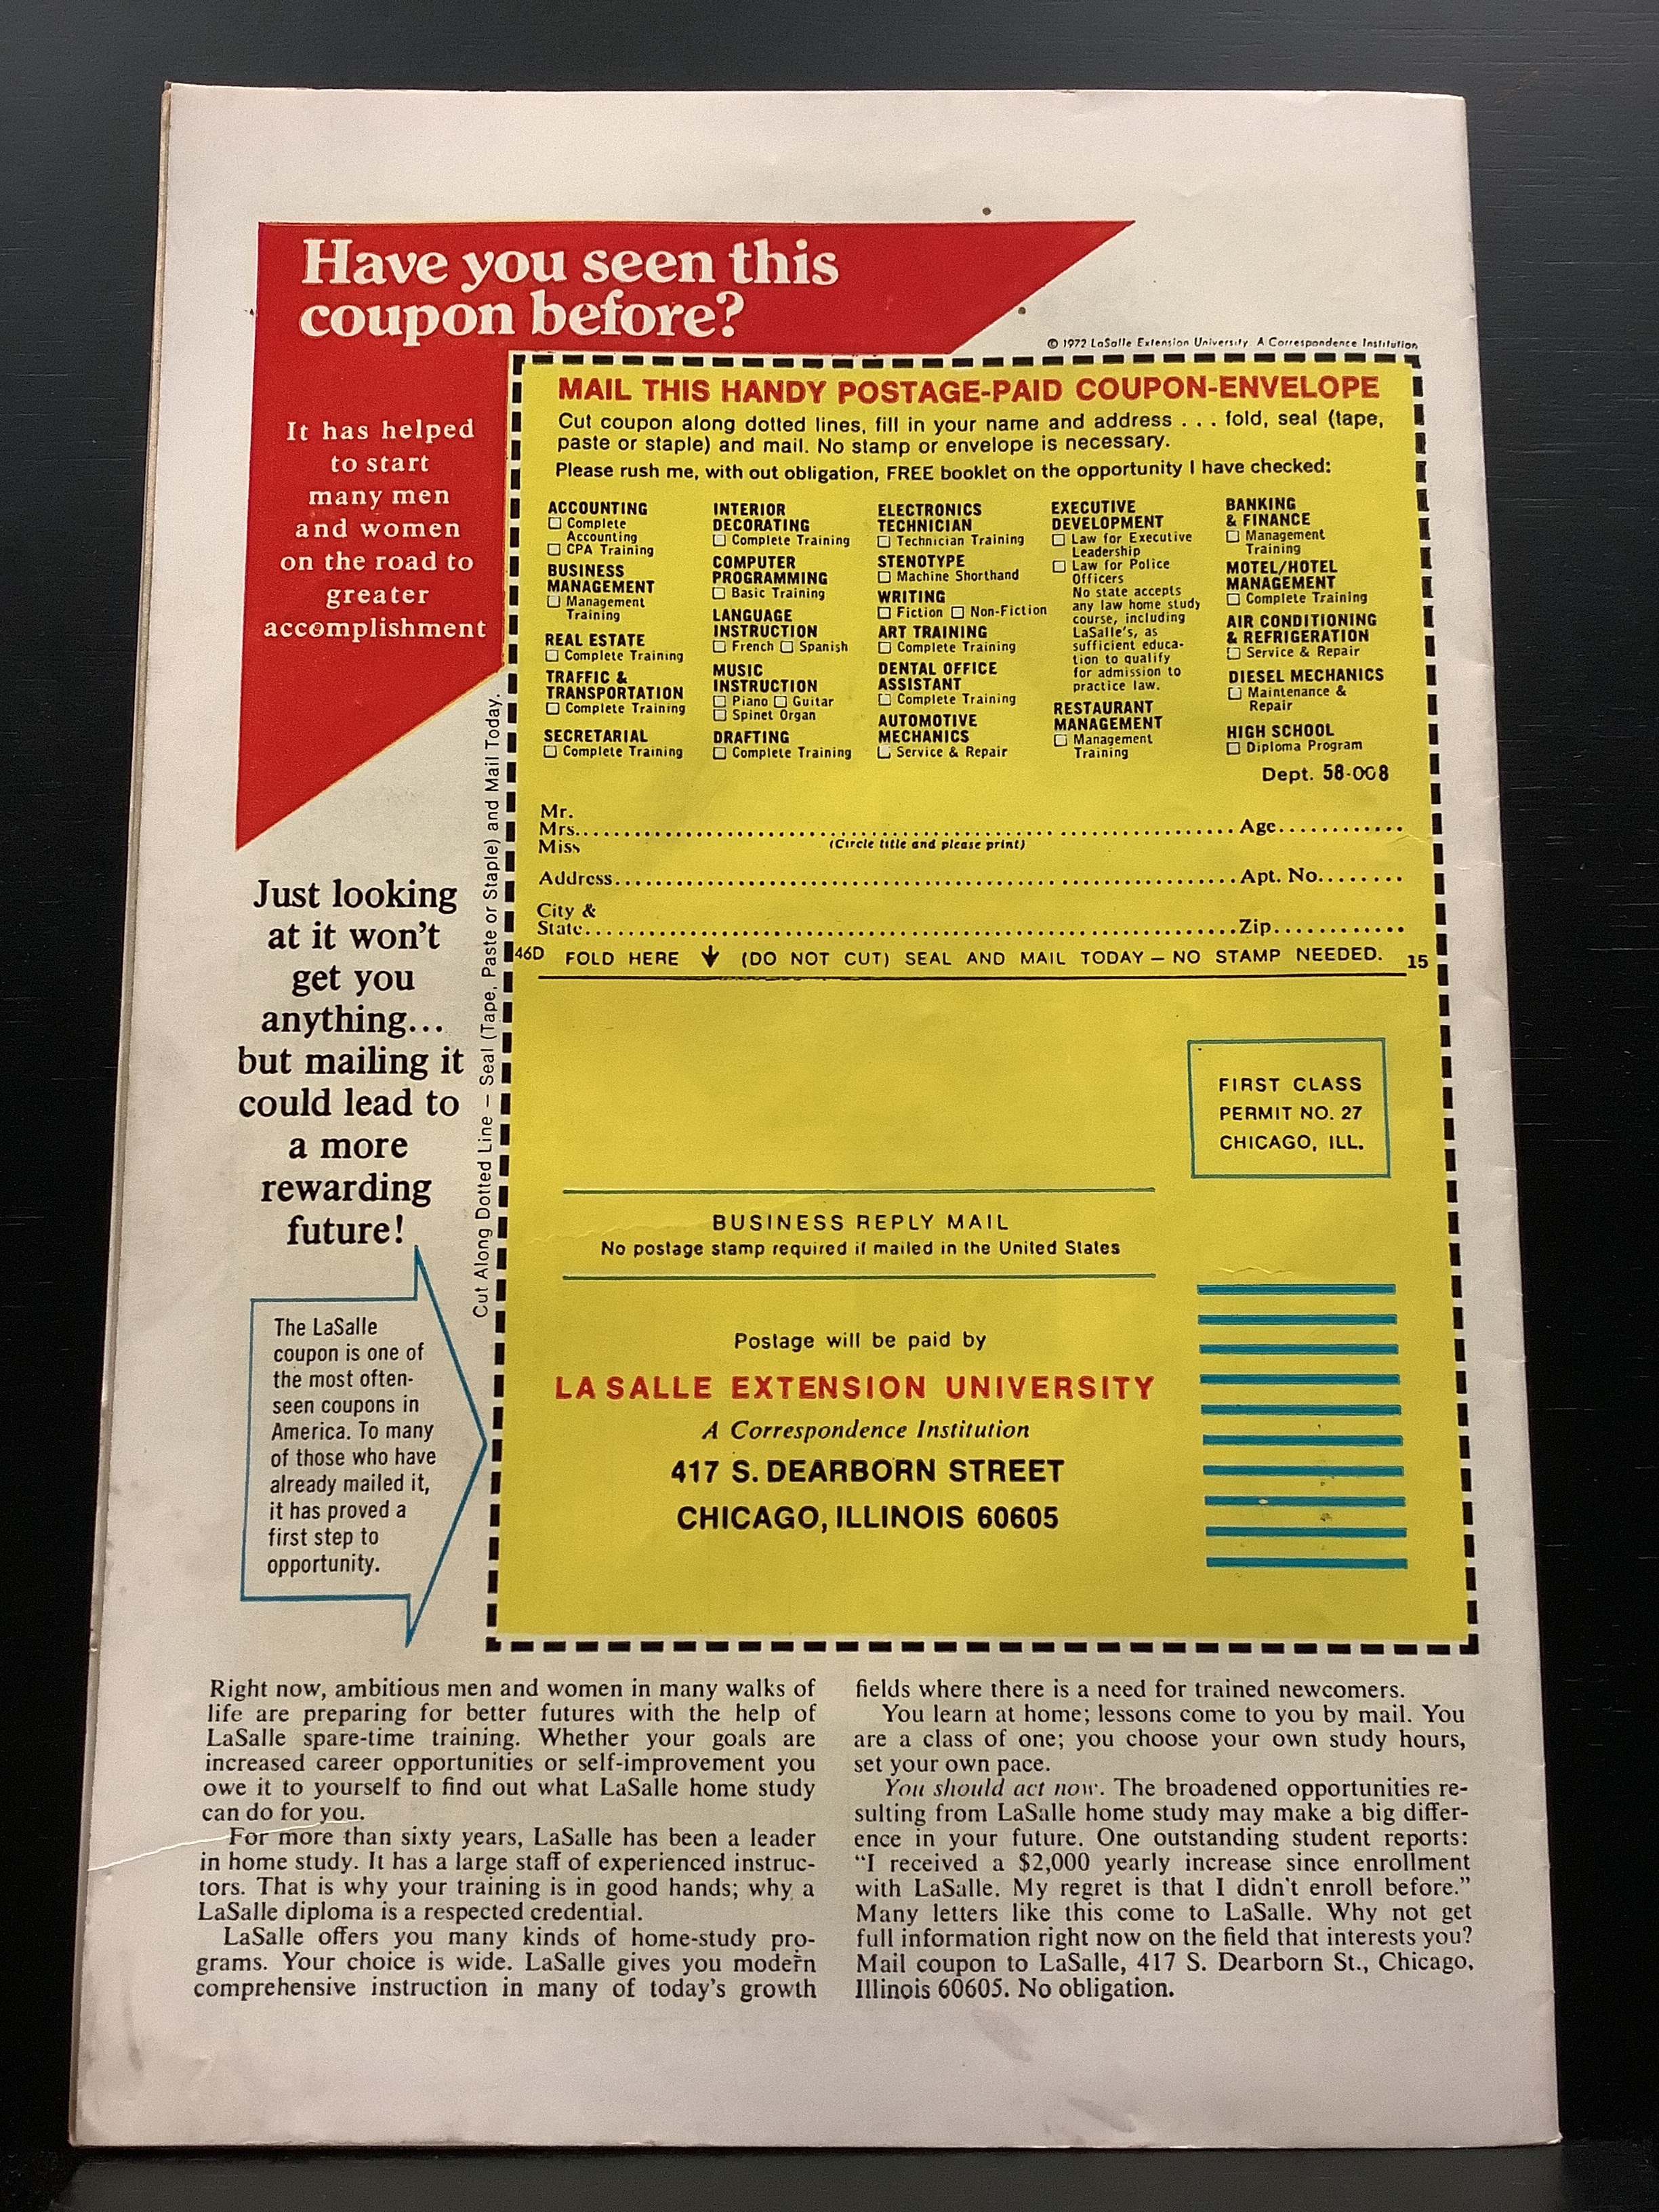 Have you seen this
coupon before?
© 1972 LaSalle Extension University A Correspondence Institution
It has helped
to start
many men
and women
on the road to
greater
accomplishment
MAIL THIS HANDY POSTAGE-PAID COUPON-ENVELOPE
Cut coupon along dotted lines, fill in your name and address . . . fold, seal (tape,
paste or staple) and mail. No stamp or envelope is necessary.
Please rush me, with out obligation, FREE booklet on the opportunity I have checked:
ACCOUNTING
☐ Complete
Accounting
☐ CPA Training
BUSINESS
MANAGEMENT
☐ Management
Training
REAL ESTATE
☐ Complete Training
TRAFFIC &
TRANSPORTATION
☐ Complete Training
SECRETARIAL
☐ Complete Training
INTERIOR
DECORATING
☐ Complete Training
COMPUTER
PROGRAMMING
☐ Basic Training
LANGUAGE
INSTRUCTION
☐ French ☐ Spanish
MUSIC
INSTRUCTION
☐ Piano ☐ Guitar
☐ Spinet Organ
DRAFTING
☐ Complete Training
ELECTRONICS
TECHNICIAN
☐ Technician Training
STENOTYPE
☐ Machine Shorthand
WRITING
☐ Fiction ☐ Non-Fiction
ART TRAINING
☐ Complete Training
DENTAL OFFICE
ASSISTANT
☐ Complete Training
AUTOMOTIVE
MECHANICS
☐ Service & Repair
EXECUTIVE
DEVELOPMENT
☐ Law for Executive
Leadership
☐ Law for Police
Officers
No state accepts
any law home study
course, including
LaSalle's, as
sufficient educa-
tion to qualify
for admission to
practice law.
RESTAURANT
MANAGEMENT
☐ Management
Training
BANKING
& FINANCE
☐ Management
Training
MOTEL/HOTEL
MANAGEMENT
☐ Complete Training
AIR CONDITIONING
& REFRIGERATION
☐ Service & Repair
DIESEL MECHANICS
☐ Maintenance &
Repair
HIGH SCHOOL
☐ Diploma Program
Dept. 58-008
Mr.
Mrs. Age
Miss (Circle title and please print)
Address Apt. No.
City &
State Zip
46D FOLD HERE ↓ (DO NOT CUT) SEAL AND MAIL TODAY — NO STAMP NEEDED. 15
Cut Along Dotted Line — Seal (Tape, Paste or Staple) and Mail Today.
Just looking
at it won't
get you
anything...
but mailing it
could lead to
a more
rewarding
future!
FIRST CLASS
PERMIT NO. 27
CHICAGO, ILL.
BUSINESS REPLY MAIL
No postage stamp required if mailed in the United States
Postage will be paid by
LA SALLE EXTENSION UNIVERSITY
A Correspondence Institution
417 S. DEARBORN STREET
CHICAGO, ILLINOIS 60605
The LaSalle
coupon is one of
the most often-
seen coupons in
America. To many
of those who have
already mailed it,
it has proved a
first step to
opportunity.
Right now, ambitious men and women in many walks of
life are preparing for better futures with the help of
LaSalle spare-time training. Whether your goals are
increased career opportunities or self-improvement you
owe it to yourself to find out what LaSalle home study
can do for you.
For more than sixty years, LaSalle has been a leader
in home study. It has a large staff of experienced instruc-
tors. That is why your training is in good hands; why a
LaSalle diploma is a respected credential.
LaSalle offers you many kinds of home-study pro-
grams. Your choice is wide. LaSalle gives you modern
comprehensive instruction in many of today's growth
fields where there is a need for trained newcomers.
You learn at home; lessons come to you by mail. You
are a class of one; you choose your own study hours,
set your own pace.
You should act now. The broadened opportunities re-
sulting from LaSalle home study may make a big differ-
ence in your future. One outstanding student reports:
"I received a $2,000 yearly increase since enrollment
with LaSalle. My regret is that I didn't enroll before."
Many letters like this come to LaSalle. Why not get
full information right now on the field that interests you?
Mail coupon to LaSalle, 417 S. Dearborn St., Chicago,
Illinois 60605. No obligation.